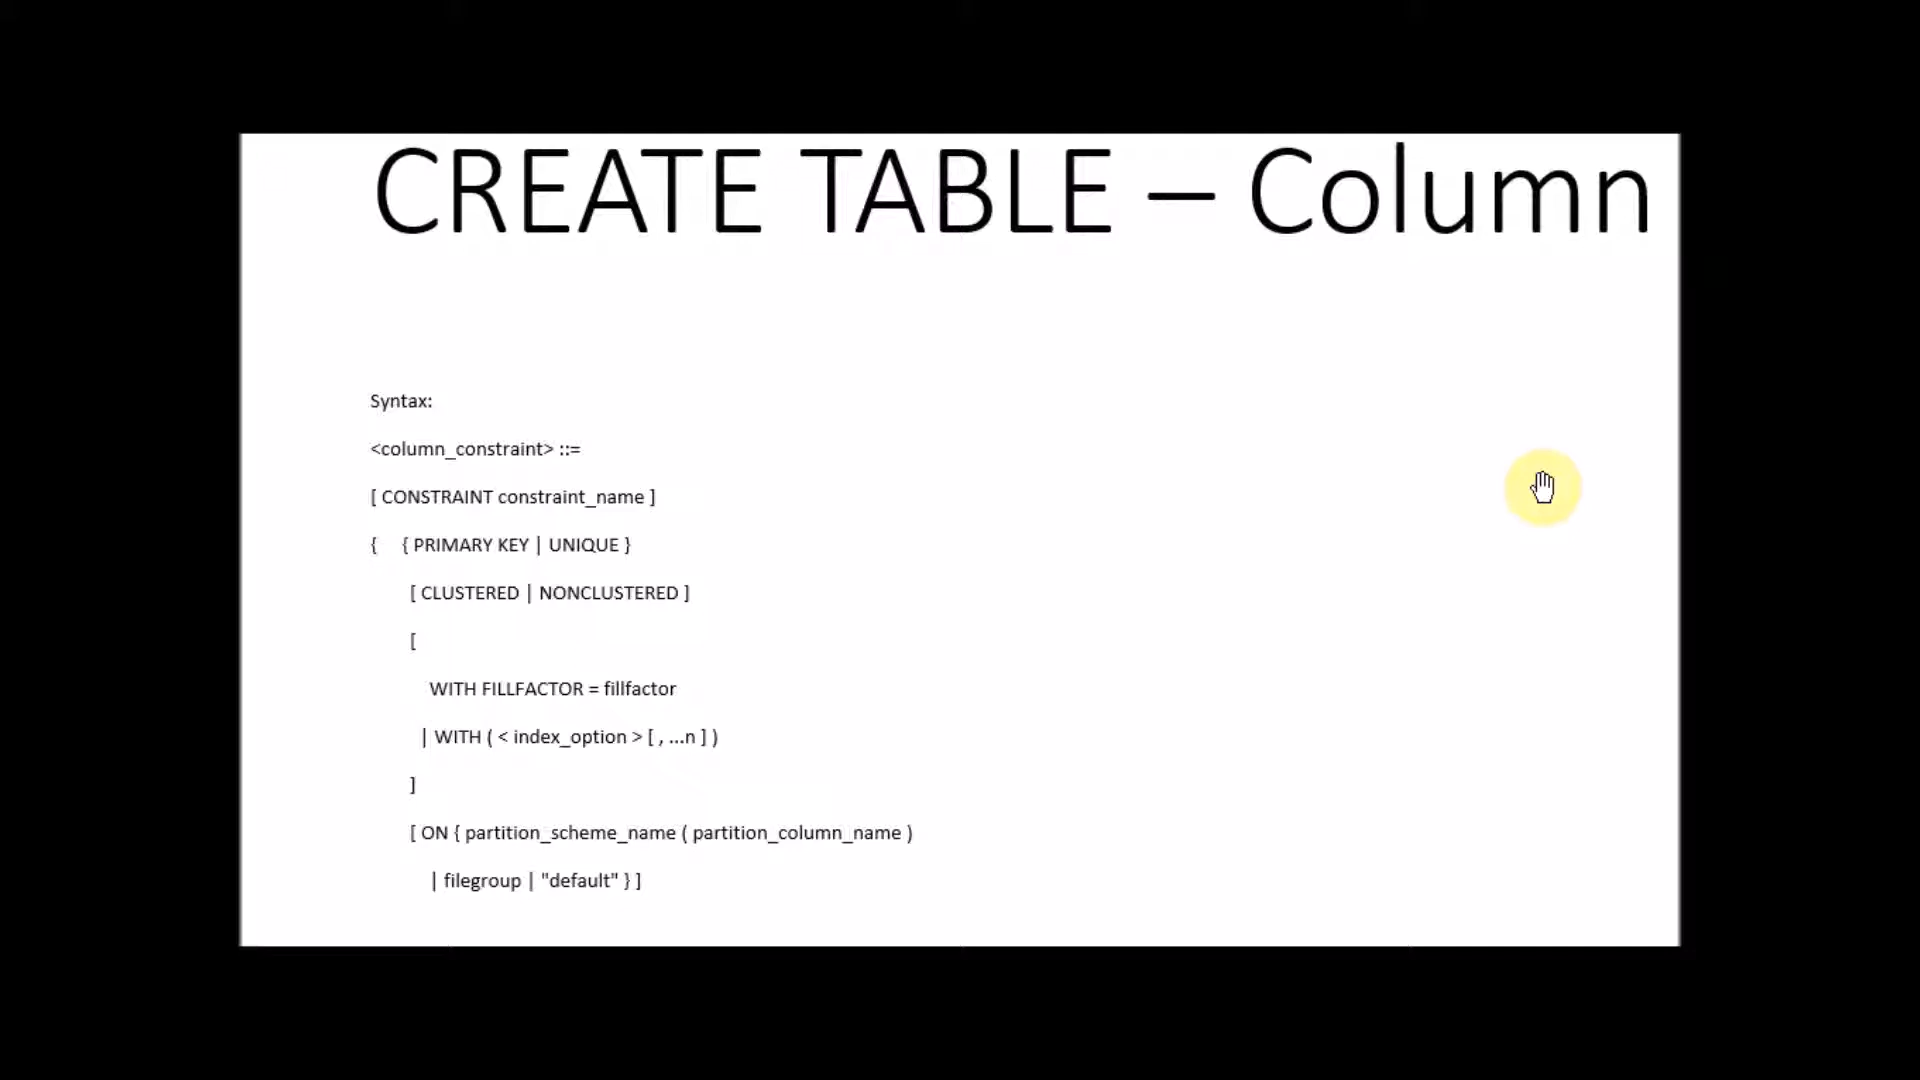 CREATE TABLE – Column
Syntax:
<column_constraint> ::=
[ CONSTRAINT constraint_name ]
{ { PRIMARY KEY | UNIQUE }
[ CLUSTERED | NONCLUSTERED ]
[
WITH FILLFACTOR = fillfactor
| WITH ( < index_option > [ , ...n ] )
]
[ ON { partition_scheme_name ( partition_column_name )
| filegroup | "default" } ]